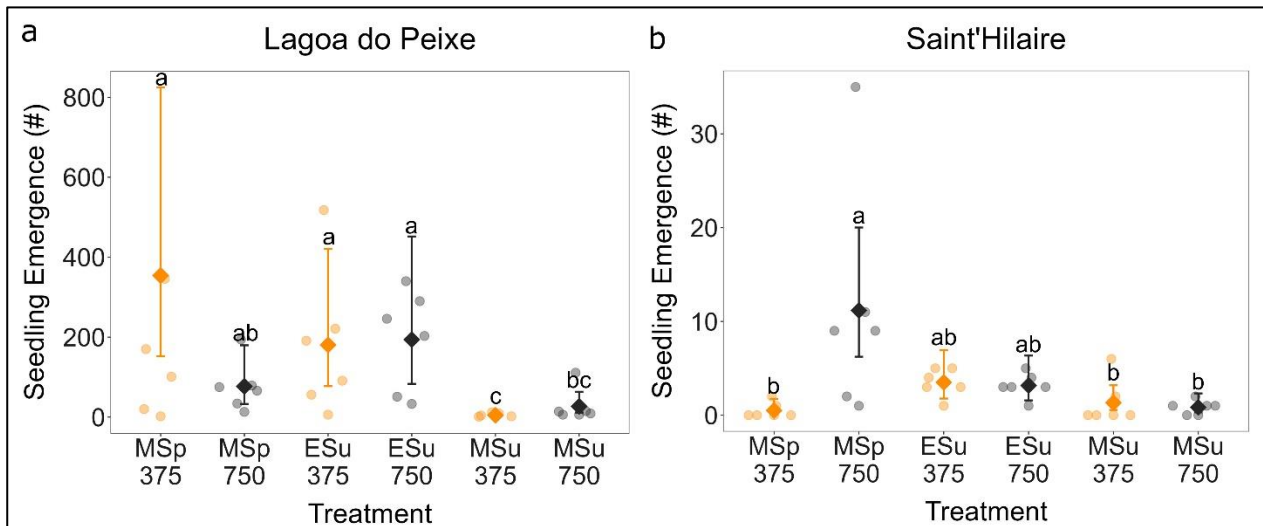 a
Lagoa do Peixe
Seedling Emergence (#)
800
600
400
200
0
a
ab
a
a
c
bc
MSp
375
MSp
750
ESu
375
ESu
750
MSu
375
MSu
750
Treatment
b
Saint'Hilaire
Seedling Emergence (#)
30
20
10
0
b
a
ab
ab
b
b
MSp
375
MSp
750
ESu
375
ESu
750
MSu
375
MSu
750
Treatment